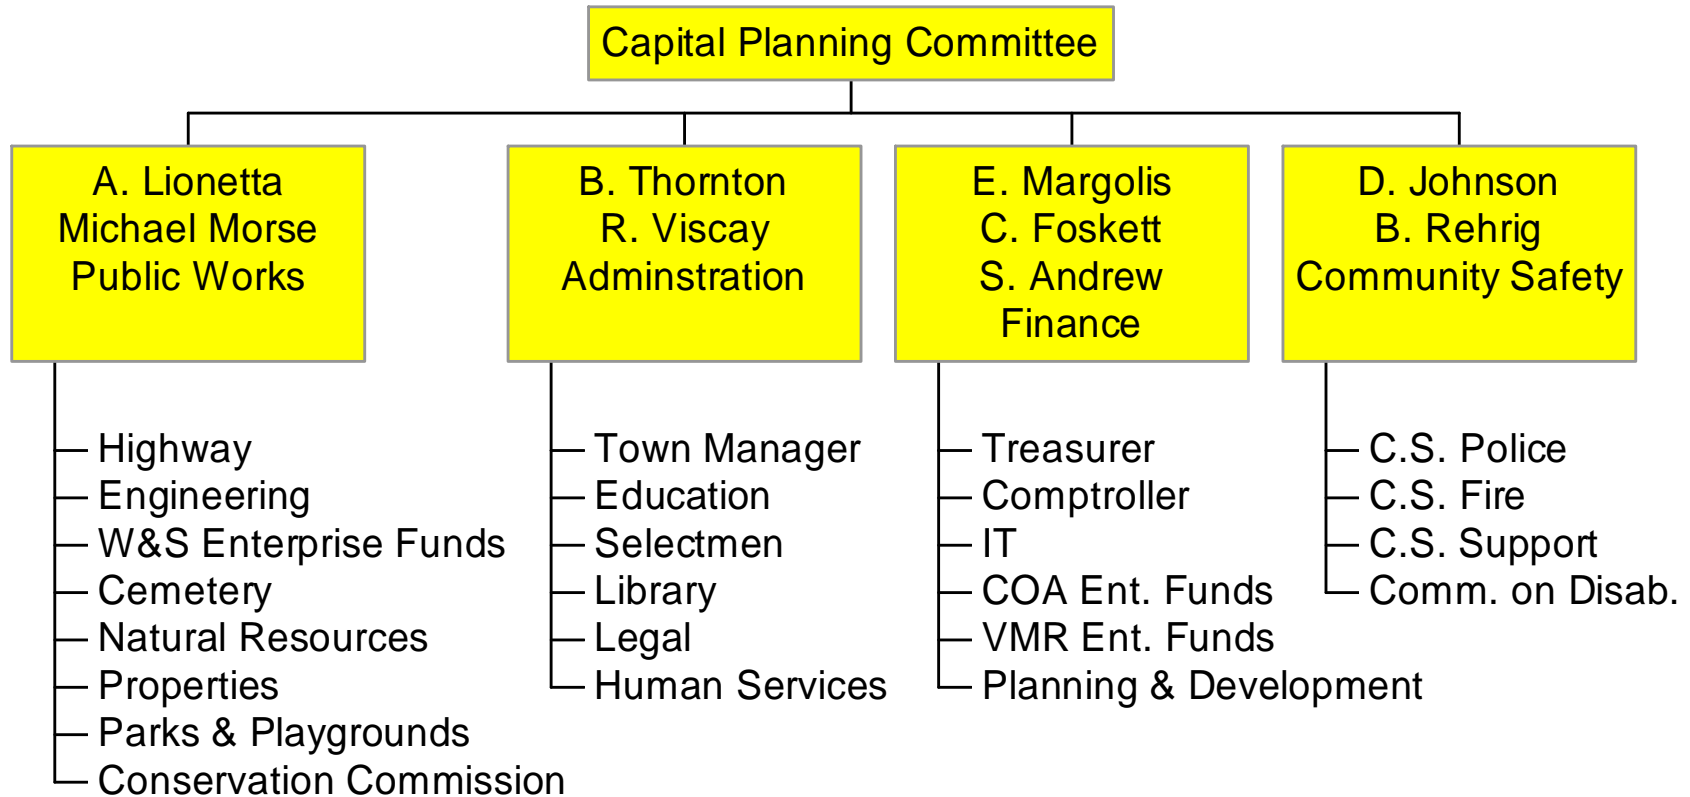 Capital Planning Committee
A. Lionetta
Michael Morse
Public Works
B. Thornton
R. Viscay
Adminstration
E. Margolis
C. Foskett
S. Andrew
Finance
D. Johnson
B. Rehrig
Community Safety
Highway
Engineering
W&S Enterprise Funds
Cemetery
Natural Resources
Properties
Parks & Playgrounds
Conservation Commission
Town Manager
Education
Selectmen
Library
Legal
Human Services
Treasurer
Comptroller
IT
COA Ent. Funds
VMR Ent. Funds
Planning & Development
C.S. Police
C.S. Fire
C.S. Support
Comm. on Disab.